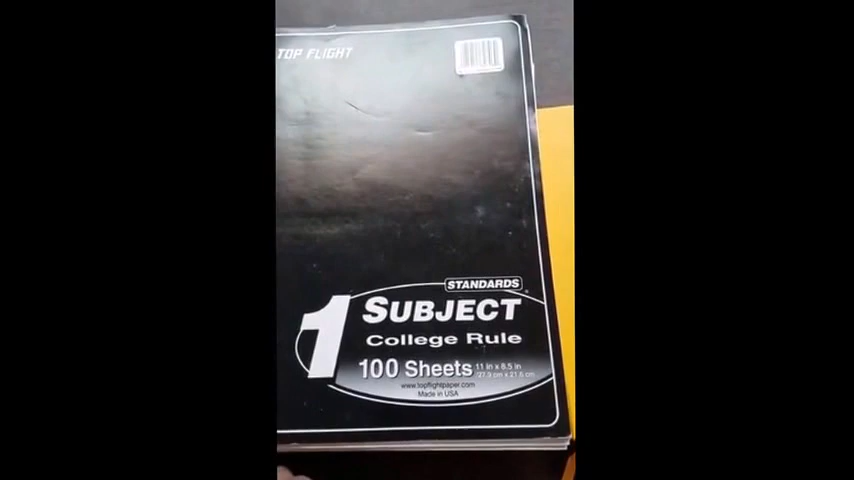 TOP FLIGHT
STANDARDS
1 SUBJECT
College Rule
100 Sheets 11 in x 8.5 in
27.9 cm x 21.6 cm
www.topflightpaper.com
Made in USA